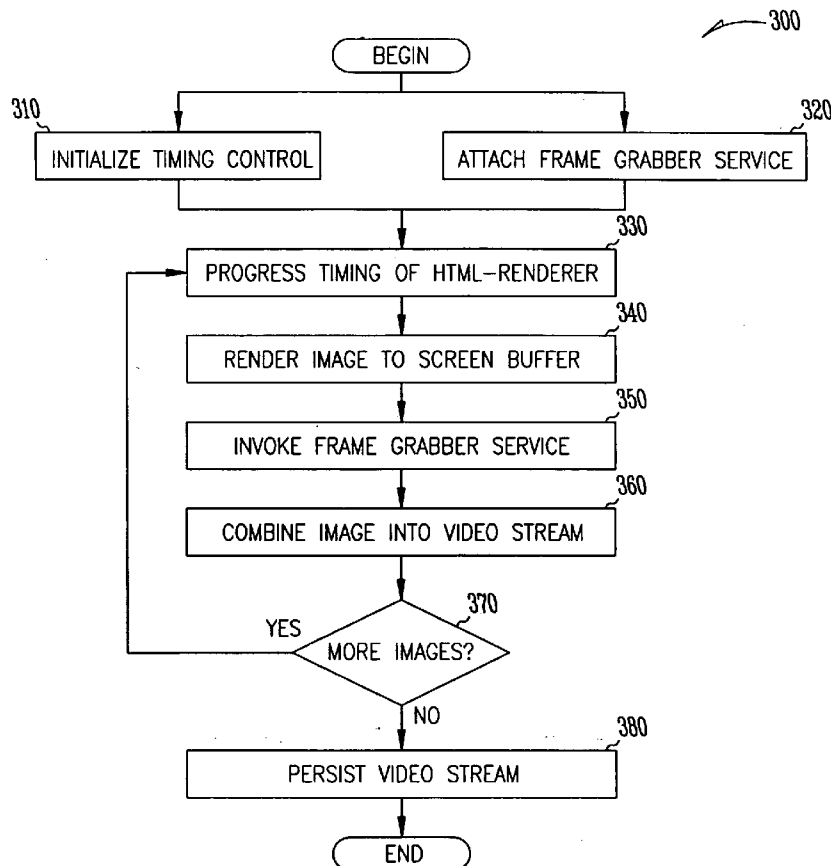 300
BEGIN
310
INITIALIZE TIMING CONTROL
320
ATTACH FRAME GRABBER SERVICE
330
PROGRESS TIMING OF HTML-RENDERER
340
RENDER IMAGE TO SCREEN BUFFER
350
INVOKE FRAME GRABBER SERVICE
360
COMBINE IMAGE INTO VIDEO STREAM
370
YES
MORE IMAGES?
NO
380
PERSIST VIDEO STREAM
END